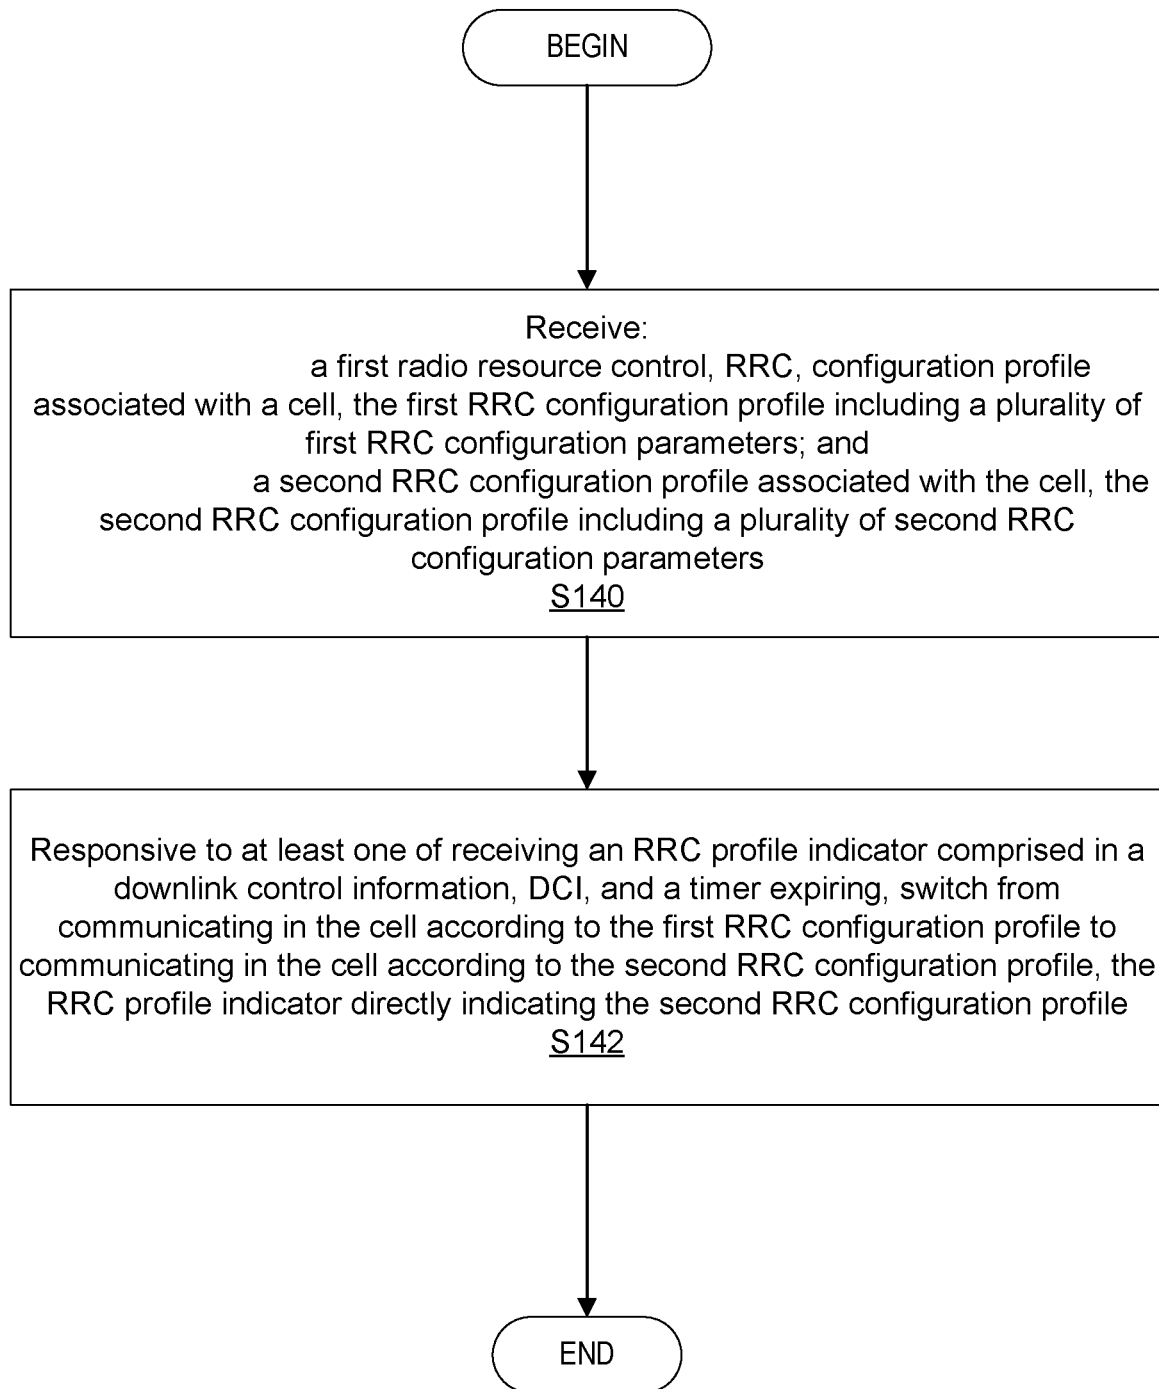 BEGIN
Receive:
a first radio resource control, RRC, configuration profile
associated with a cell, the first RRC configuration profile including a plurality of
first RRC configuration parameters; and
a second RRC configuration profile associated with the cell, the
second RRC configuration profile including a plurality of second RRC
configuration parameters
S140
Responsive to at least one of receiving an RRC profile indicator comprised in a
downlink control information, DCI, and a timer expiring, switch from
communicating in the cell according to the first RRC configuration profile to
communicating in the cell according to the second RRC configuration profile, the
RRC profile indicator directly indicating the second RRC configuration profile
S142
END